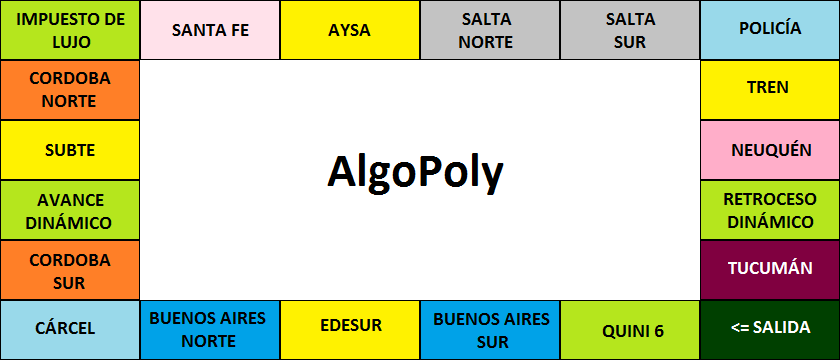 IMPUESTO DE
LUJO
SANTA FE
AYSA
SALTA
NORTE
SALTA
SUR
POLICÍA
CORDOBA
NORTE
TREN
SUBTE
AlgoPoly
NEUQUÉN
AVANCE
DINÁMICO
RETROCESO
DINÁMICO
CORDOBA
SUR
TUCUMÁN
CÁRCEL
BUENOS AIRES
NORTE
EDESUR
BUENOS AIRES
SUR
QUINI 6
<= SALIDA